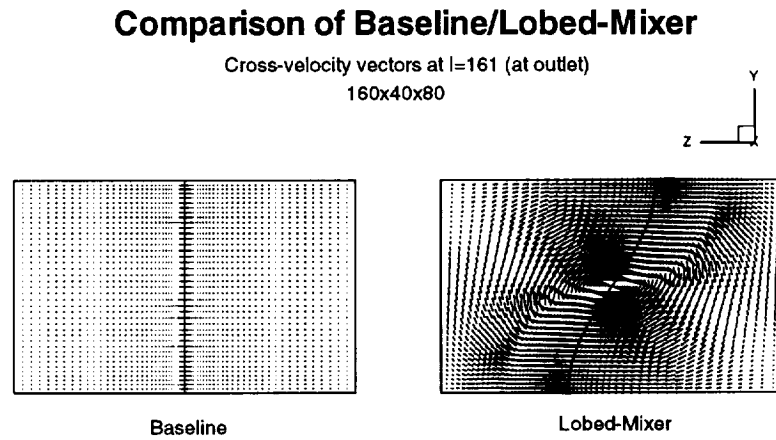 Comparison of Baseline/Lobed-Mixer
Cross-velocity vectors at I=161 (at outlet)
160x40x80
Y
Z
X
Baseline
Lobed-Mixer